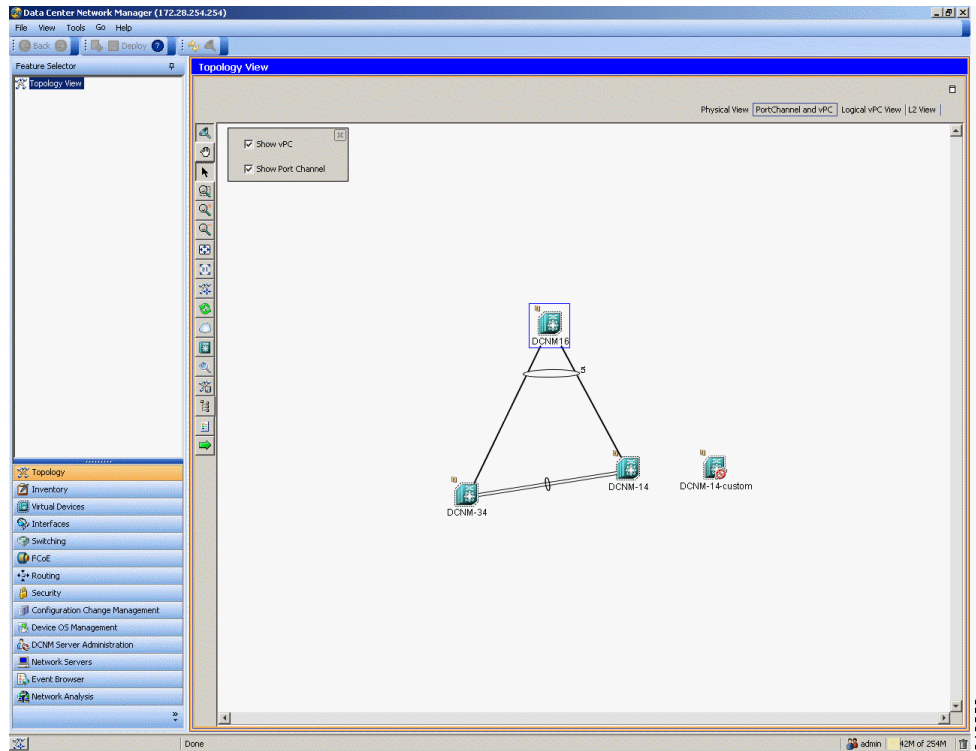 Data Center Network Manager (172.28.254.254)
File View Tools Go Help
Back Deploy
Feature Selector
Topology View
Topology View
Physical View PortChannel and vPC Logical vPC View L2 View
Show vPC
Show Port Channel
DCNM16
5
DCNM-34
DCNM-14
DCNM-14-custom
Topology
Inventory
Virtual Devices
Interfaces
Switching
FCoE
Routing
Security
Configuration Change Management
Device OS Management
DCNM Server Administration
Network Servers
Event Browser
Network Analysis
Done
admin 42M of 254M